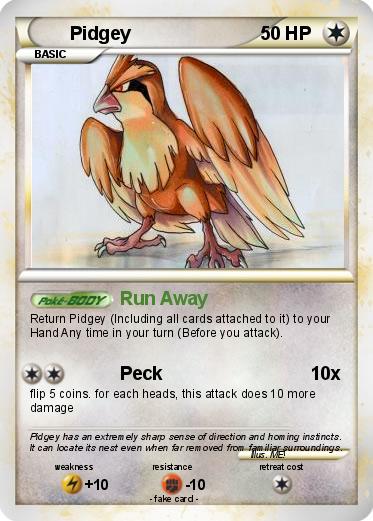 Pidgey 50 HP
BASIC
Poké-BODY Run Away
Return Pidgey (Including all cards attached to it) to your
Hand Any time in your turn (Before you attack).
Peck 10x
flip 5 coins. for each heads, this attack does 10 more
damage
Pidgey has an extremely sharp sense of direction and homing instincts.
It can locate its nest even when far removed from familiar surroundings.
Illus. ME!
weakness resistance retreat cost
+10 -10
- fake card -